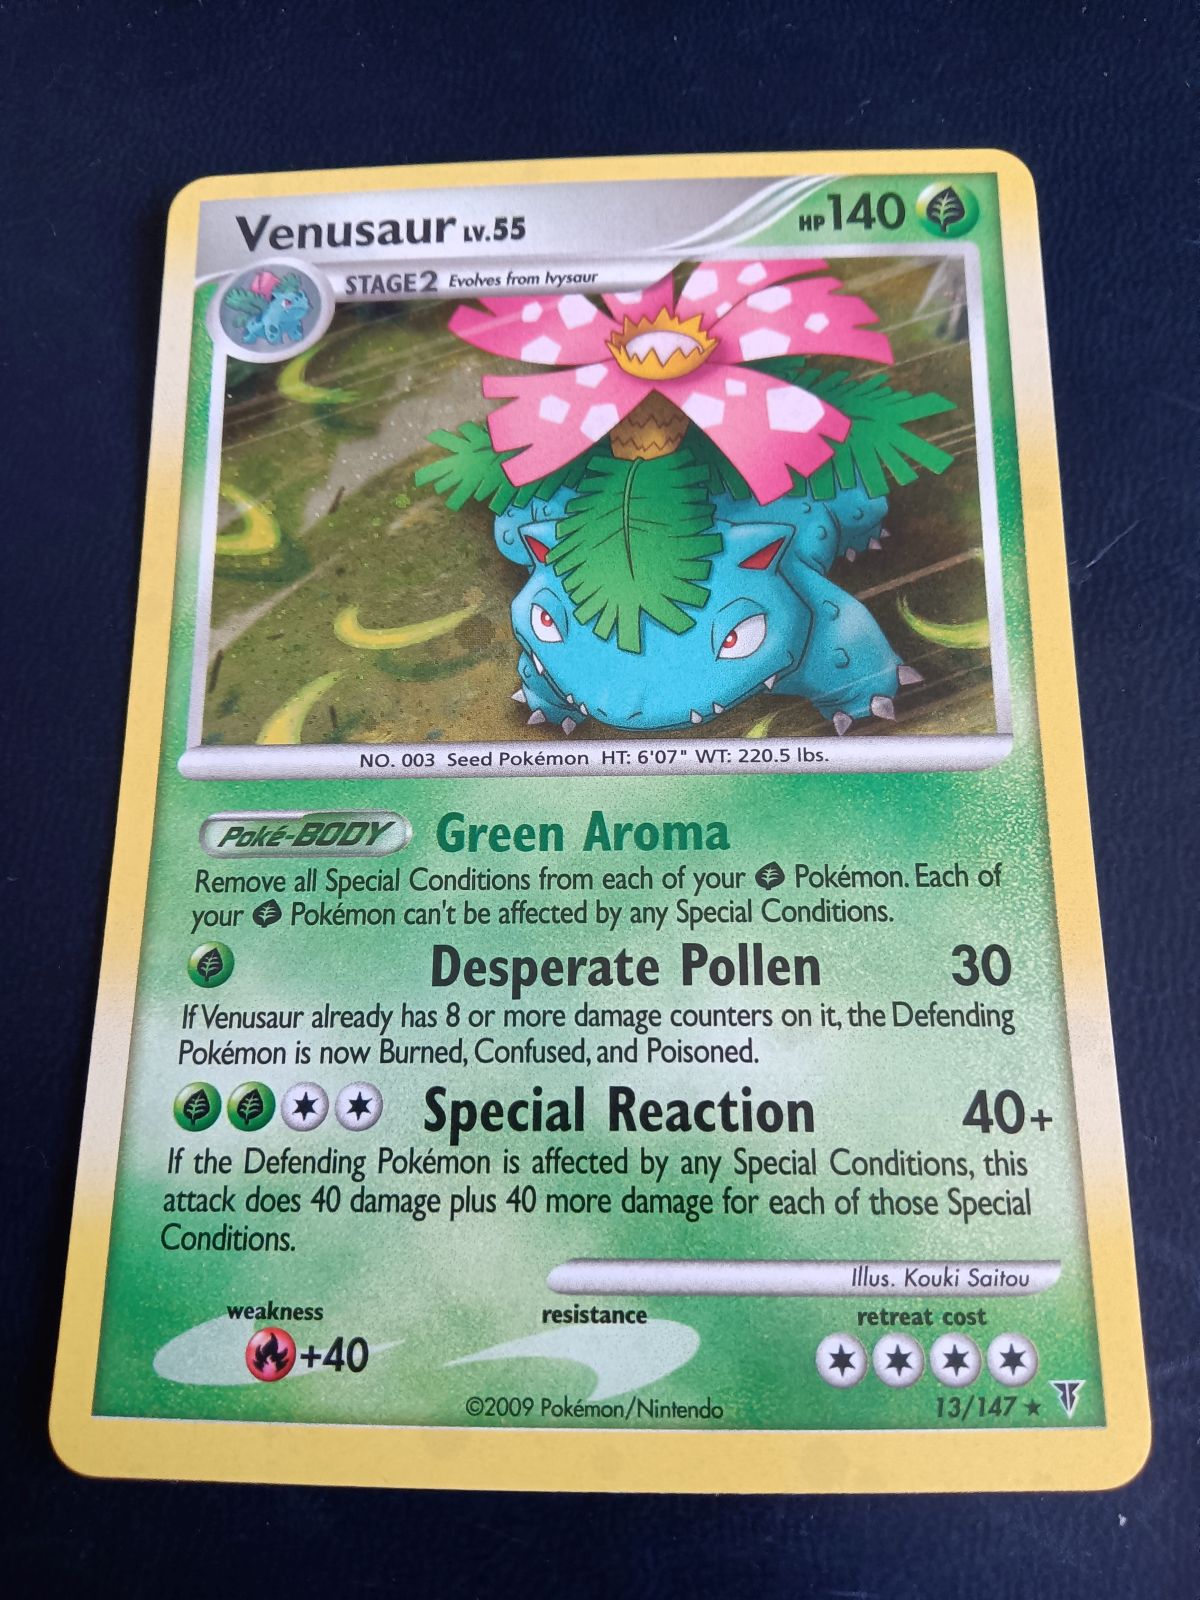 Venusaur LV.55 HP 140
STAGE2 Evolves from Ivysaur
NO. 003 Seed Pokémon HT: 6'07" WT: 220.5 lbs.
Poké-BODY Green Aroma
Remove all Special Conditions from each of your Pokémon. Each of
your Pokémon can't be affected by any Special Conditions.
Desperate Pollen 30
If Venusaur already has 8 or more damage counters on it, the Defending
Pokémon is now Burned, Confused, and Poisoned.
Special Reaction 40+
If the Defending Pokémon is affected by any Special Conditions, this
attack does 40 damage plus 40 more damage for each of those Special
Conditions.
Illus. Kouki Saitou
weakness resistance retreat cost
+40
©2009 Pokémon/Nintendo 13/147 ★